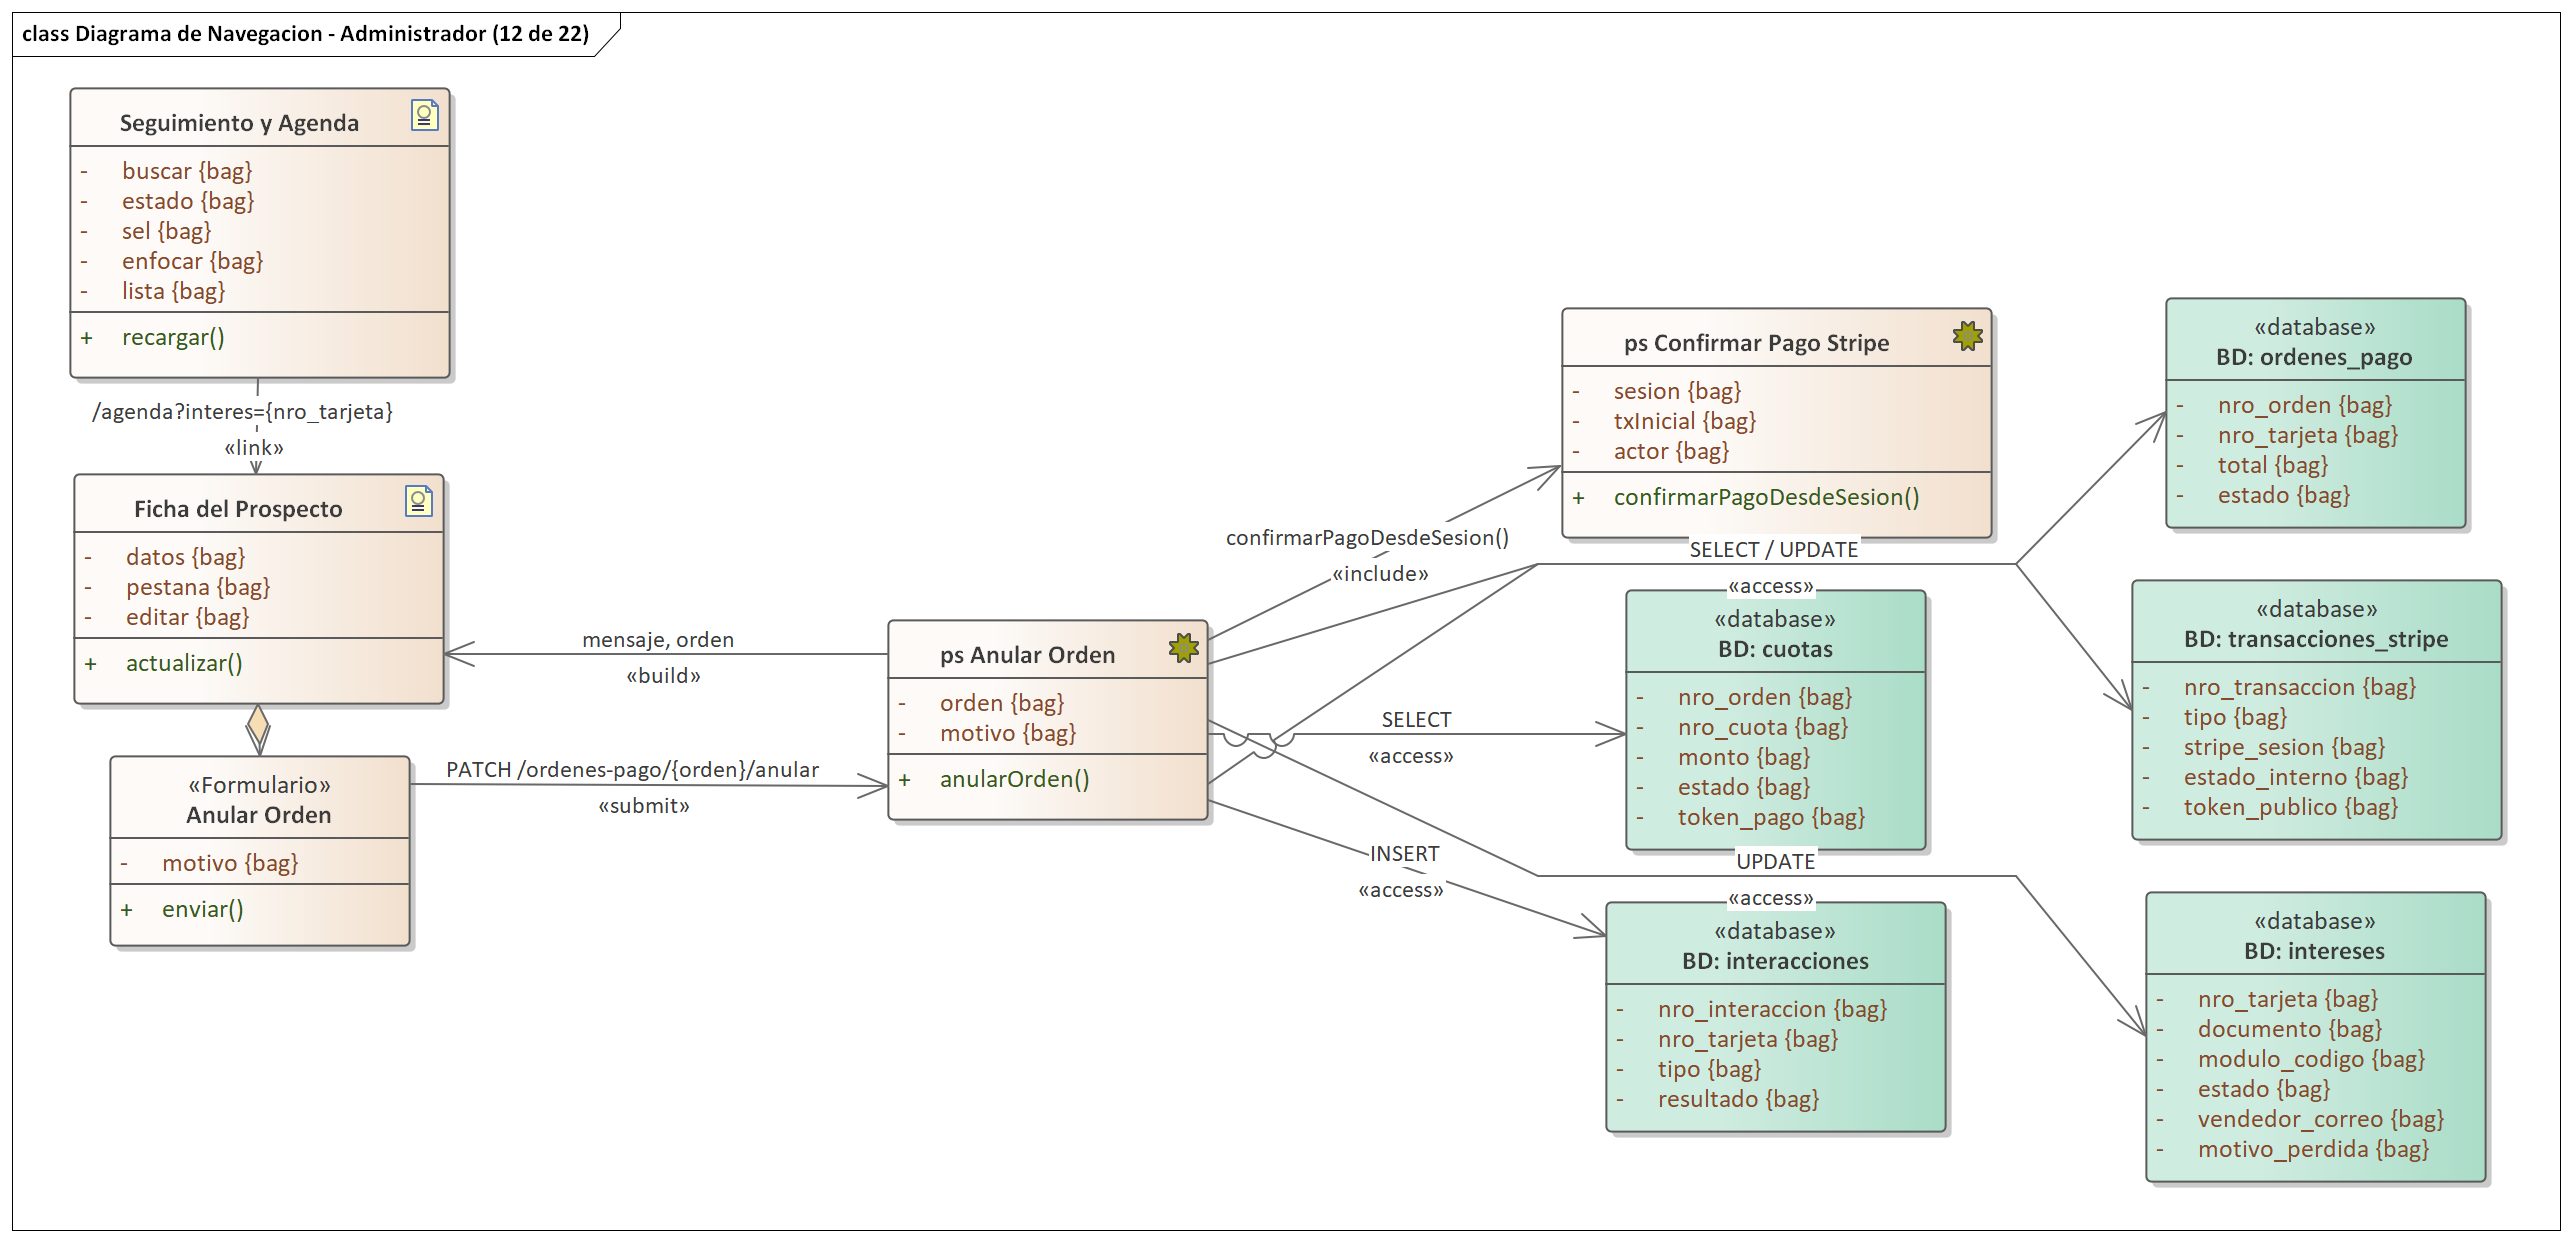 class Diagrama de Navegacion - Administrador (12 de 22)
Seguimiento y Agenda
- buscar {bag}
- estado {bag}
- sel {bag}
- enfocar {bag}
- lista {bag}
+ recargar()
/agenda?interes={nro_tarjeta}
«link»
Ficha del Prospecto
- datos {bag}
- pestana {bag}
- editar {bag}
+ actualizar()
«Formulario»
Anular Orden
- motivo {bag}
+ enviar()
mensaje, orden
«build»
PATCH /ordenes-pago/{orden}/anular
«submit»
ps Anular Orden
- orden {bag}
- motivo {bag}
+ anularOrden()
confirmarPagoDesdeSesion()
«include»
SELECT / UPDATE
«access»
SELECT
«access»
INSERT
«access»
UPDATE
«access»
ps Confirmar Pago Stripe
- sesion {bag}
- txInicial {bag}
- actor {bag}
+ confirmarPagoDesdeSesion()
«database»
BD: cuotas
- nro_orden {bag}
- nro_cuota {bag}
- monto {bag}
- estado {bag}
- token_pago {bag}
«database»
BD: interacciones
- nro_interaccion {bag}
- nro_tarjeta {bag}
- tipo {bag}
- resultado {bag}
«database»
BD: ordenes_pago
- nro_orden {bag}
- nro_tarjeta {bag}
- total {bag}
- estado {bag}
«database»
BD: transacciones_stripe
- nro_transaccion {bag}
- tipo {bag}
- stripe_sesion {bag}
- estado_interno {bag}
- token_publico {bag}
«database»
BD: intereses
- nro_tarjeta {bag}
- documento {bag}
- modulo_codigo {bag}
- estado {bag}
- vendedor_correo {bag}
- motivo_perdida {bag}